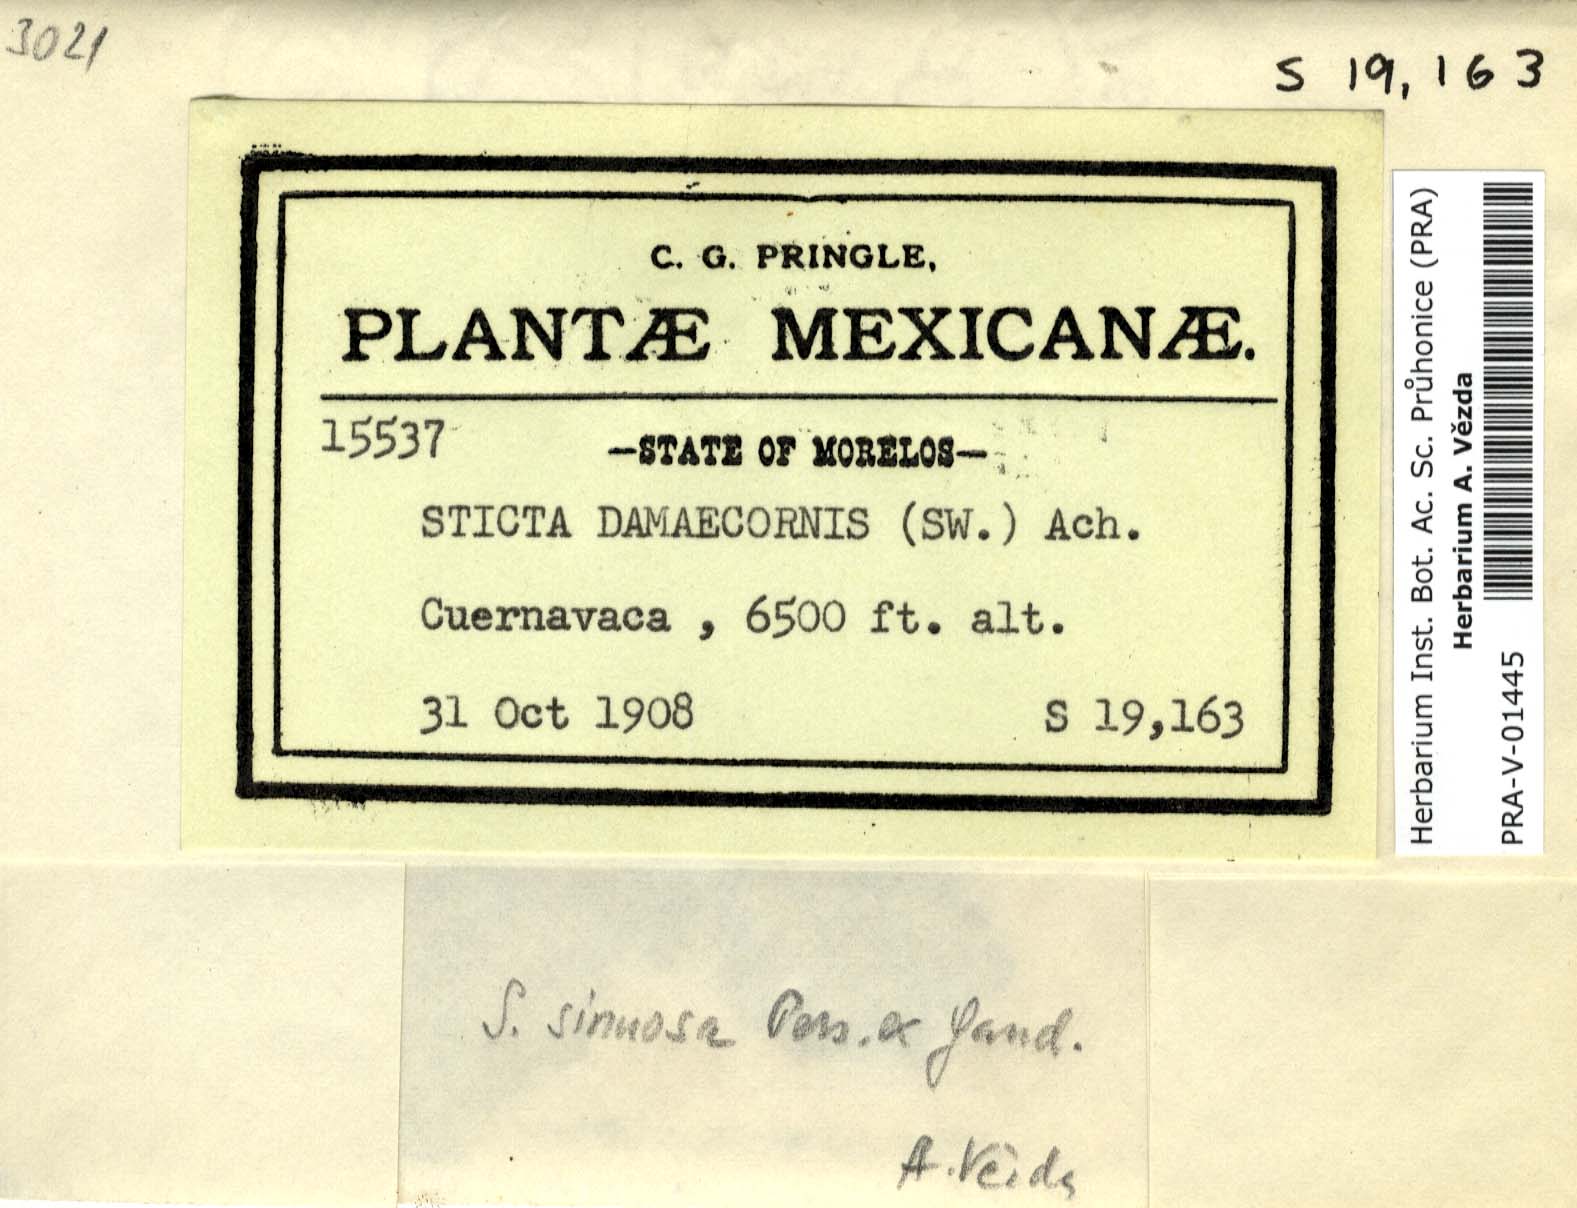 3021
S 19,163
C. G. PRINGLE,
PLANTÆ MEXICANÆ.
15537
—STATE OF MORELOS—
STICTA DAMAECORNIS (SW.) Ach.
Cuernavaca , 6500 ft. alt.
31 Oct 1908 S 19,163
Herbarium Inst. Bot. Ac. Sc. Průhonice (PRA)
Herbarium A. Vězda
PRA-V-01445
S. sinuosa Pers. ex Gaud.
A. Vězda